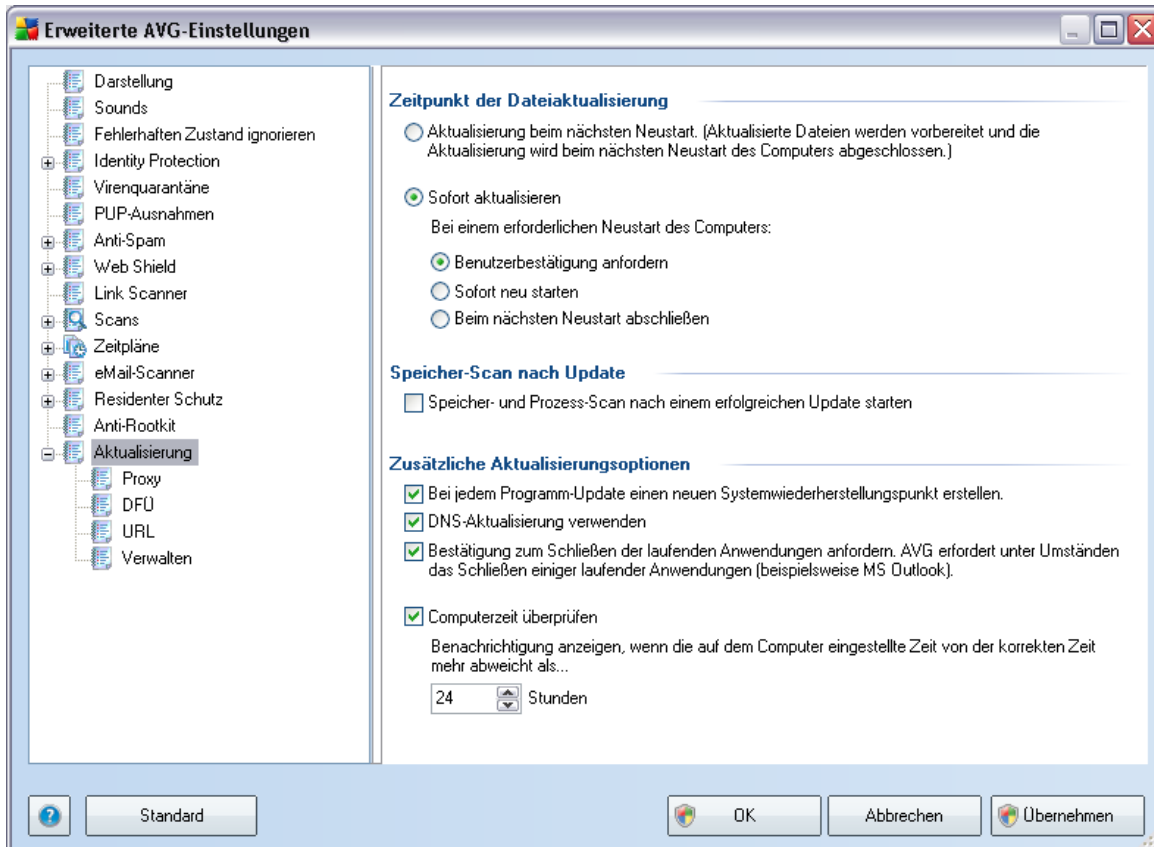 Erweiterte AVG-Einstellungen
Darstellung
Sounds
Fehlerhaften Zustand ignorieren
Identity Protection
Virenquarantäne
PUP-Ausnahmen
Anti-Spam
Web Shield
Link Scanner
Scans
Zeitpläne
eMail-Scanner
Residenter Schutz
Anti-Rootkit
Aktualisierung
Proxy
DFÜ
URL
Verwalten
Zeitpunkt der Dateiaktualisierung
Aktualisierung beim nächsten Neustart. (Aktualisierte Dateien werden vorbereitet und die
Aktualisierung wird beim nächsten Neustart des Computers abgeschlossen.)
Sofort aktualisieren
Bei einem erforderlichen Neustart des Computers:
Benutzerbestätigung anfordern
Sofort neu starten
Beim nächsten Neustart abschließen
Speicher-Scan nach Update
Speicher- und Prozess-Scan nach einem erfolgreichen Update starten
Zusätzliche Aktualisierungsoptionen
Bei jedem Programm-Update einen neuen Systemwiederherstellungspunkt erstellen.
DNS-Aktualisierung verwenden
Bestätigung zum Schließen der laufenden Anwendungen anfordern. AVG erfordert unter Umständen
das Schließen einiger laufender Anwendungen (beispielsweise MS Outlook).
Computerzeit überprüfen
Benachrichtigung anzeigen, wenn die auf dem Computer eingestellte Zeit von der korrekten Zeit
mehr abweicht als...
24 Stunden
? Standard OK Abbrechen Übernehmen